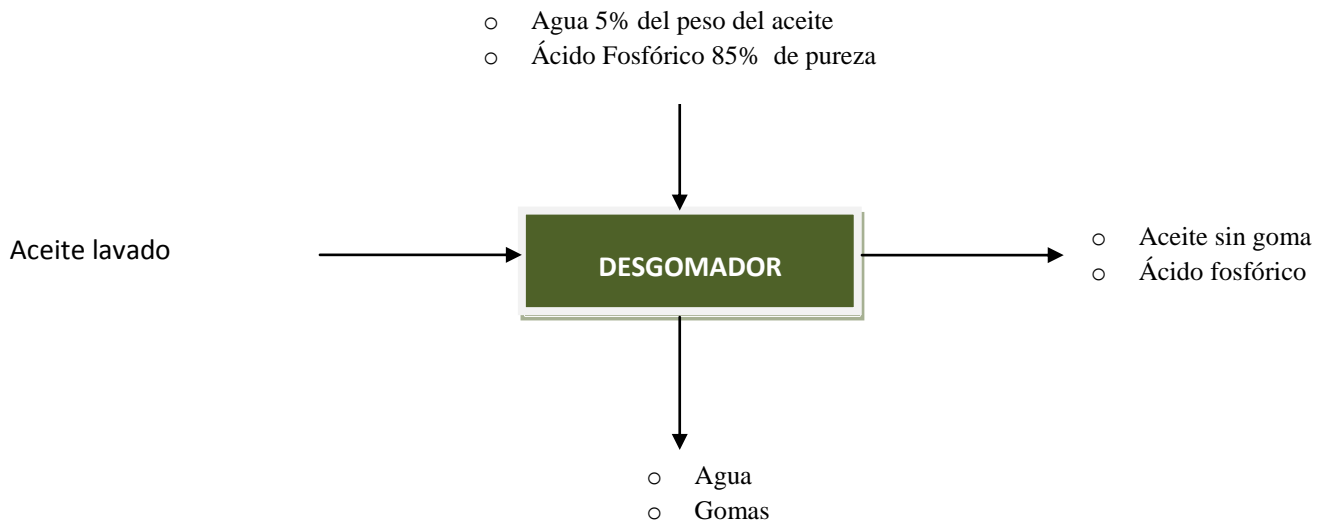 o Agua 5% del peso del aceite
o Ácido Fosfórico 85% de pureza
Aceite lavado
DESGOMADOR
o Aceite sin goma
o Ácido fosfórico
o Agua
o Gomas